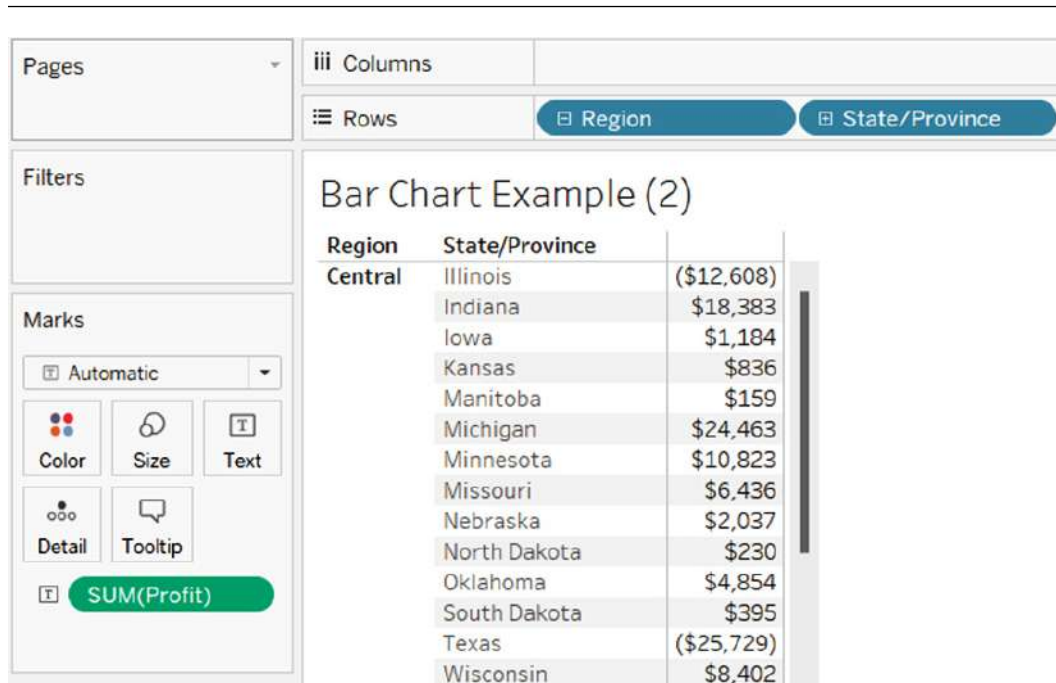 Pages
Columns
Rows
Region
State/Province
Filters
Bar Chart Example (2)
Region State/Province
Central Illinois ($12,608)
Indiana $18,383
Iowa $1,184
Kansas $836
Manitoba $159
Michigan $24,463
Minnesota $10,823
Missouri $6,436
Nebraska $2,037
North Dakota $230
Oklahoma $4,854
South Dakota $395
Texas ($25,729)
Wisconsin $8,402
Marks
Automatic
Color Size Text
Detail Tooltip
SUM(Profit)